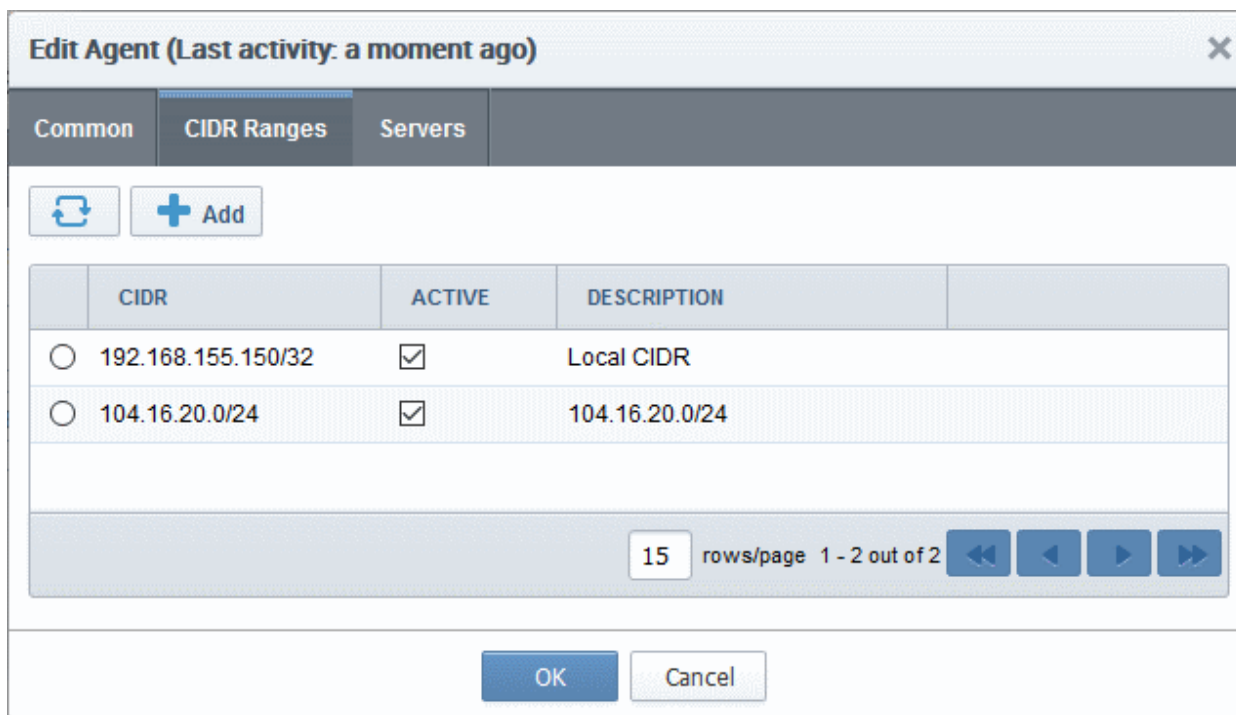 Edit Agent (Last activity: a moment ago)
Common CIDR Ranges Servers
Add
CIDR ACTIVE DESCRIPTION
192.168.155.150/32 Local CIDR
104.16.20.0/24 104.16.20.0/24
15 rows/page 1 - 2 out of 2
OK Cancel